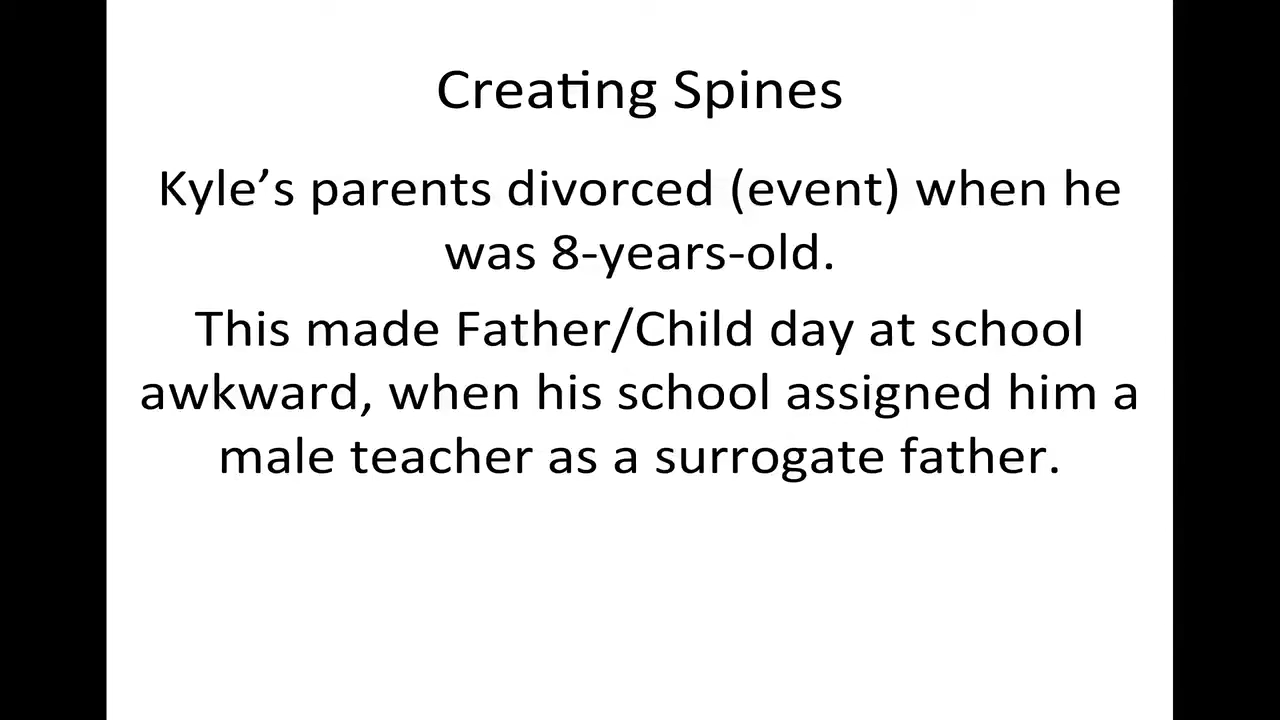 Creating Spines
Kyle’s parents divorced (event) when he
was 8-years-old.
This made Father/Child day at school
awkward, when his school assigned him a
male teacher as a surrogate father.